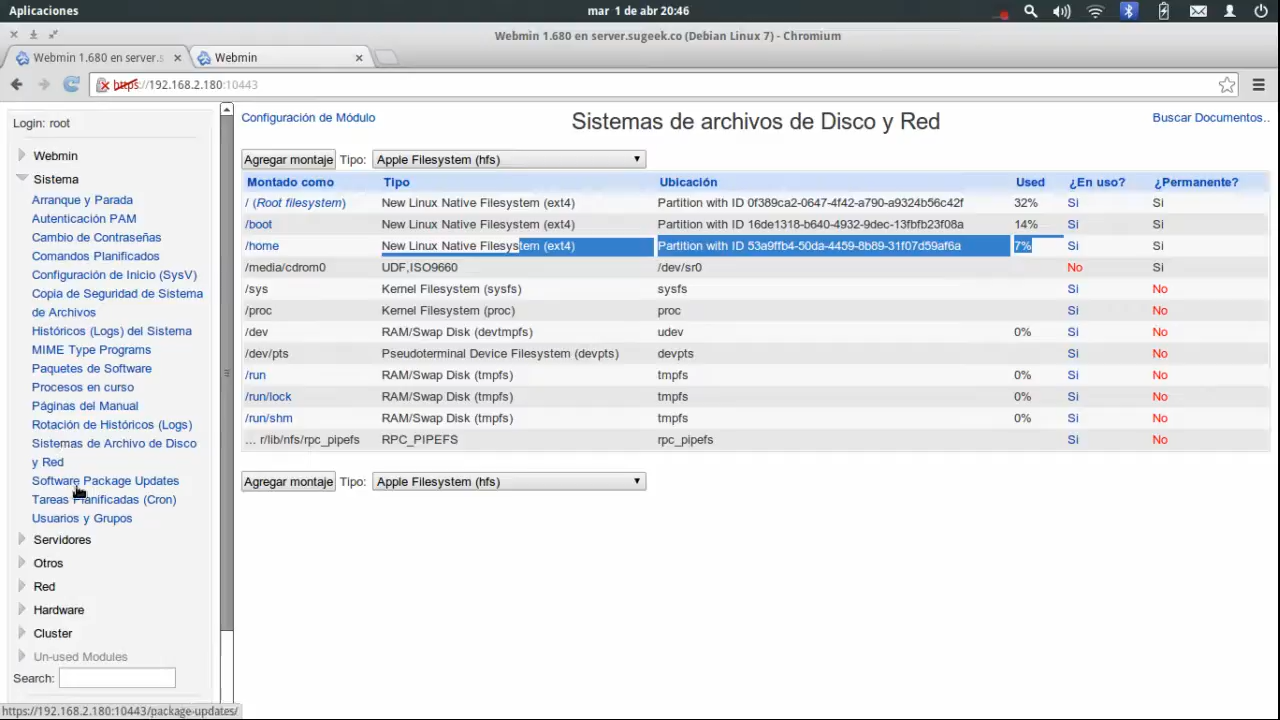 Aplicaciones
mar 1 de abr 20:46
Webmin 1.680 en server.sugeek.co (Debian Linux 7) - Chromium
Webmin 1.680 en server.s
Webmin
https://192.168.2.180:10443
Login: root
Webmin
Sistema
Arranque y Parada
Autenticación PAM
Cambio de Contraseñas
Comandos Planificados
Configuración de Inicio (SysV)
Copia de Seguridad de Sistema
de Archivos
Históricos (Logs) del Sistema
MIME Type Programs
Paquetes de Software
Procesos en curso
Páginas del Manual
Rotación de Históricos (Logs)
Sistemas de Archivo de Disco
y Red
Software Package Updates
Tareas Planificadas (Cron)
Usuarios y Grupos
Servidores
Otros
Red
Hardware
Cluster
Un-used Modules
Search:
https://192.168.2.180:10443/package-updates/
Configuración de Módulo
Sistemas de archivos de Disco y Red
Buscar Documentos..
Agregar montaje Tipo: Apple Filesystem (hfs)
Montado como Tipo Ubicación Used ¿En uso? ¿Permanente?
/ (Root filesystem) New Linux Native Filesystem (ext4) Partition with ID 0f389ca2-0647-4f42-a790-a9324b56c42f 32% Si Si
/boot New Linux Native Filesystem (ext4) Partition with ID 16de1318-b640-4932-9dec-13fbfb23f08a 14% Si Si
/home New Linux Native Filesystem (ext4) Partition with ID 53a9ffb4-50da-4459-8b89-31f07d59af6a 7% Si Si
/media/cdrom0 UDF,ISO9660 /dev/sr0 No Si
/sys Kernel Filesystem (sysfs) sysfs Si No
/proc Kernel Filesystem (proc) proc Si No
/dev RAM/Swap Disk (devtmpfs) udev 0% Si No
/dev/pts Pseudoterminal Device Filesystem (devpts) devpts Si No
/run RAM/Swap Disk (tmpfs) tmpfs 0% Si No
/run/lock RAM/Swap Disk (tmpfs) tmpfs 0% Si No
/run/shm RAM/Swap Disk (tmpfs) tmpfs 0% Si No
... r/lib/nfs/rpc_pipefs RPC_PIPEFS rpc_pipefs Si No
Agregar montaje Tipo: Apple Filesystem (hfs)